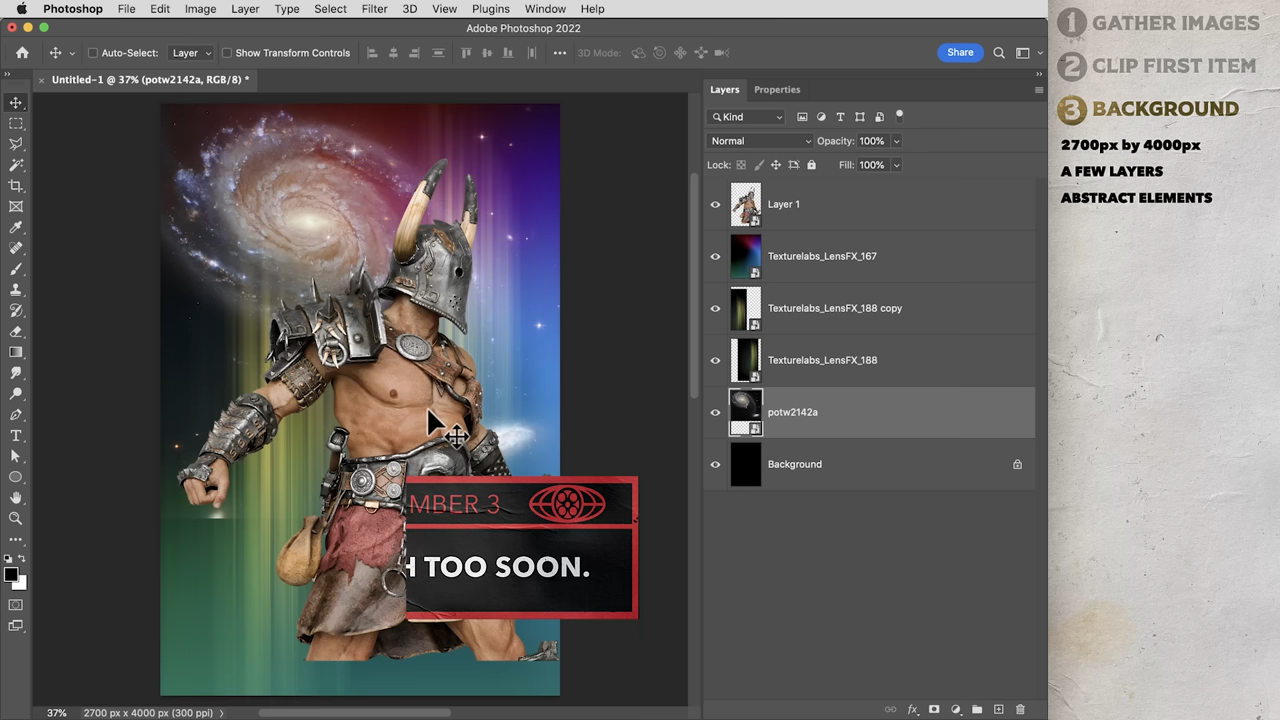 Photoshop File Edit Image Layer Type Select Filter 3D View Plugins Window Help
Adobe Photoshop 2022
Auto-Select: Layer Show Transform Controls 3D Mode: Share
Untitled-1 @ 37% (potw2142a, RGB/8) *
Layers Properties
Kind
Normal Opacity: 100%
Lock: Fill: 100%
Layer 1
Texturelabs_LensFX_167
Texturelabs_LensFX_188 copy
Texturelabs_LensFX_188
potw2142a
Background
MBER 3
H TOO SOON.
37% 2700 px x 4000 px (300 ppi)
1 GATHER IMAGES
2 CLIP FIRST ITEM
3 BACKGROUND
2700px by 4000px
A FEW LAYERS
ABSTRACT ELEMENTS